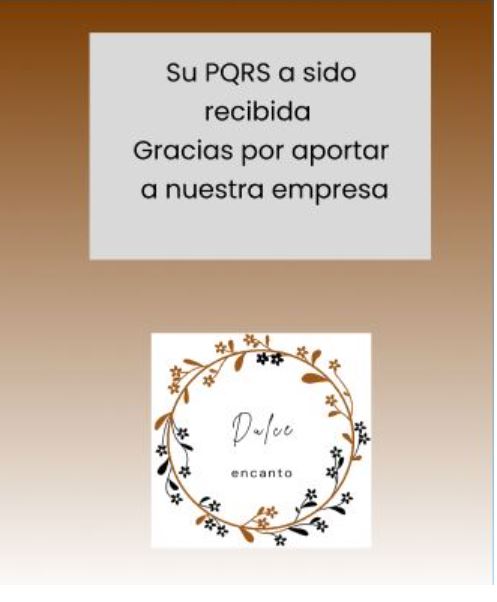 Su PQRS a sido
recibida
Gracias por aportar
a nuestra empresa
Dulce
encanto